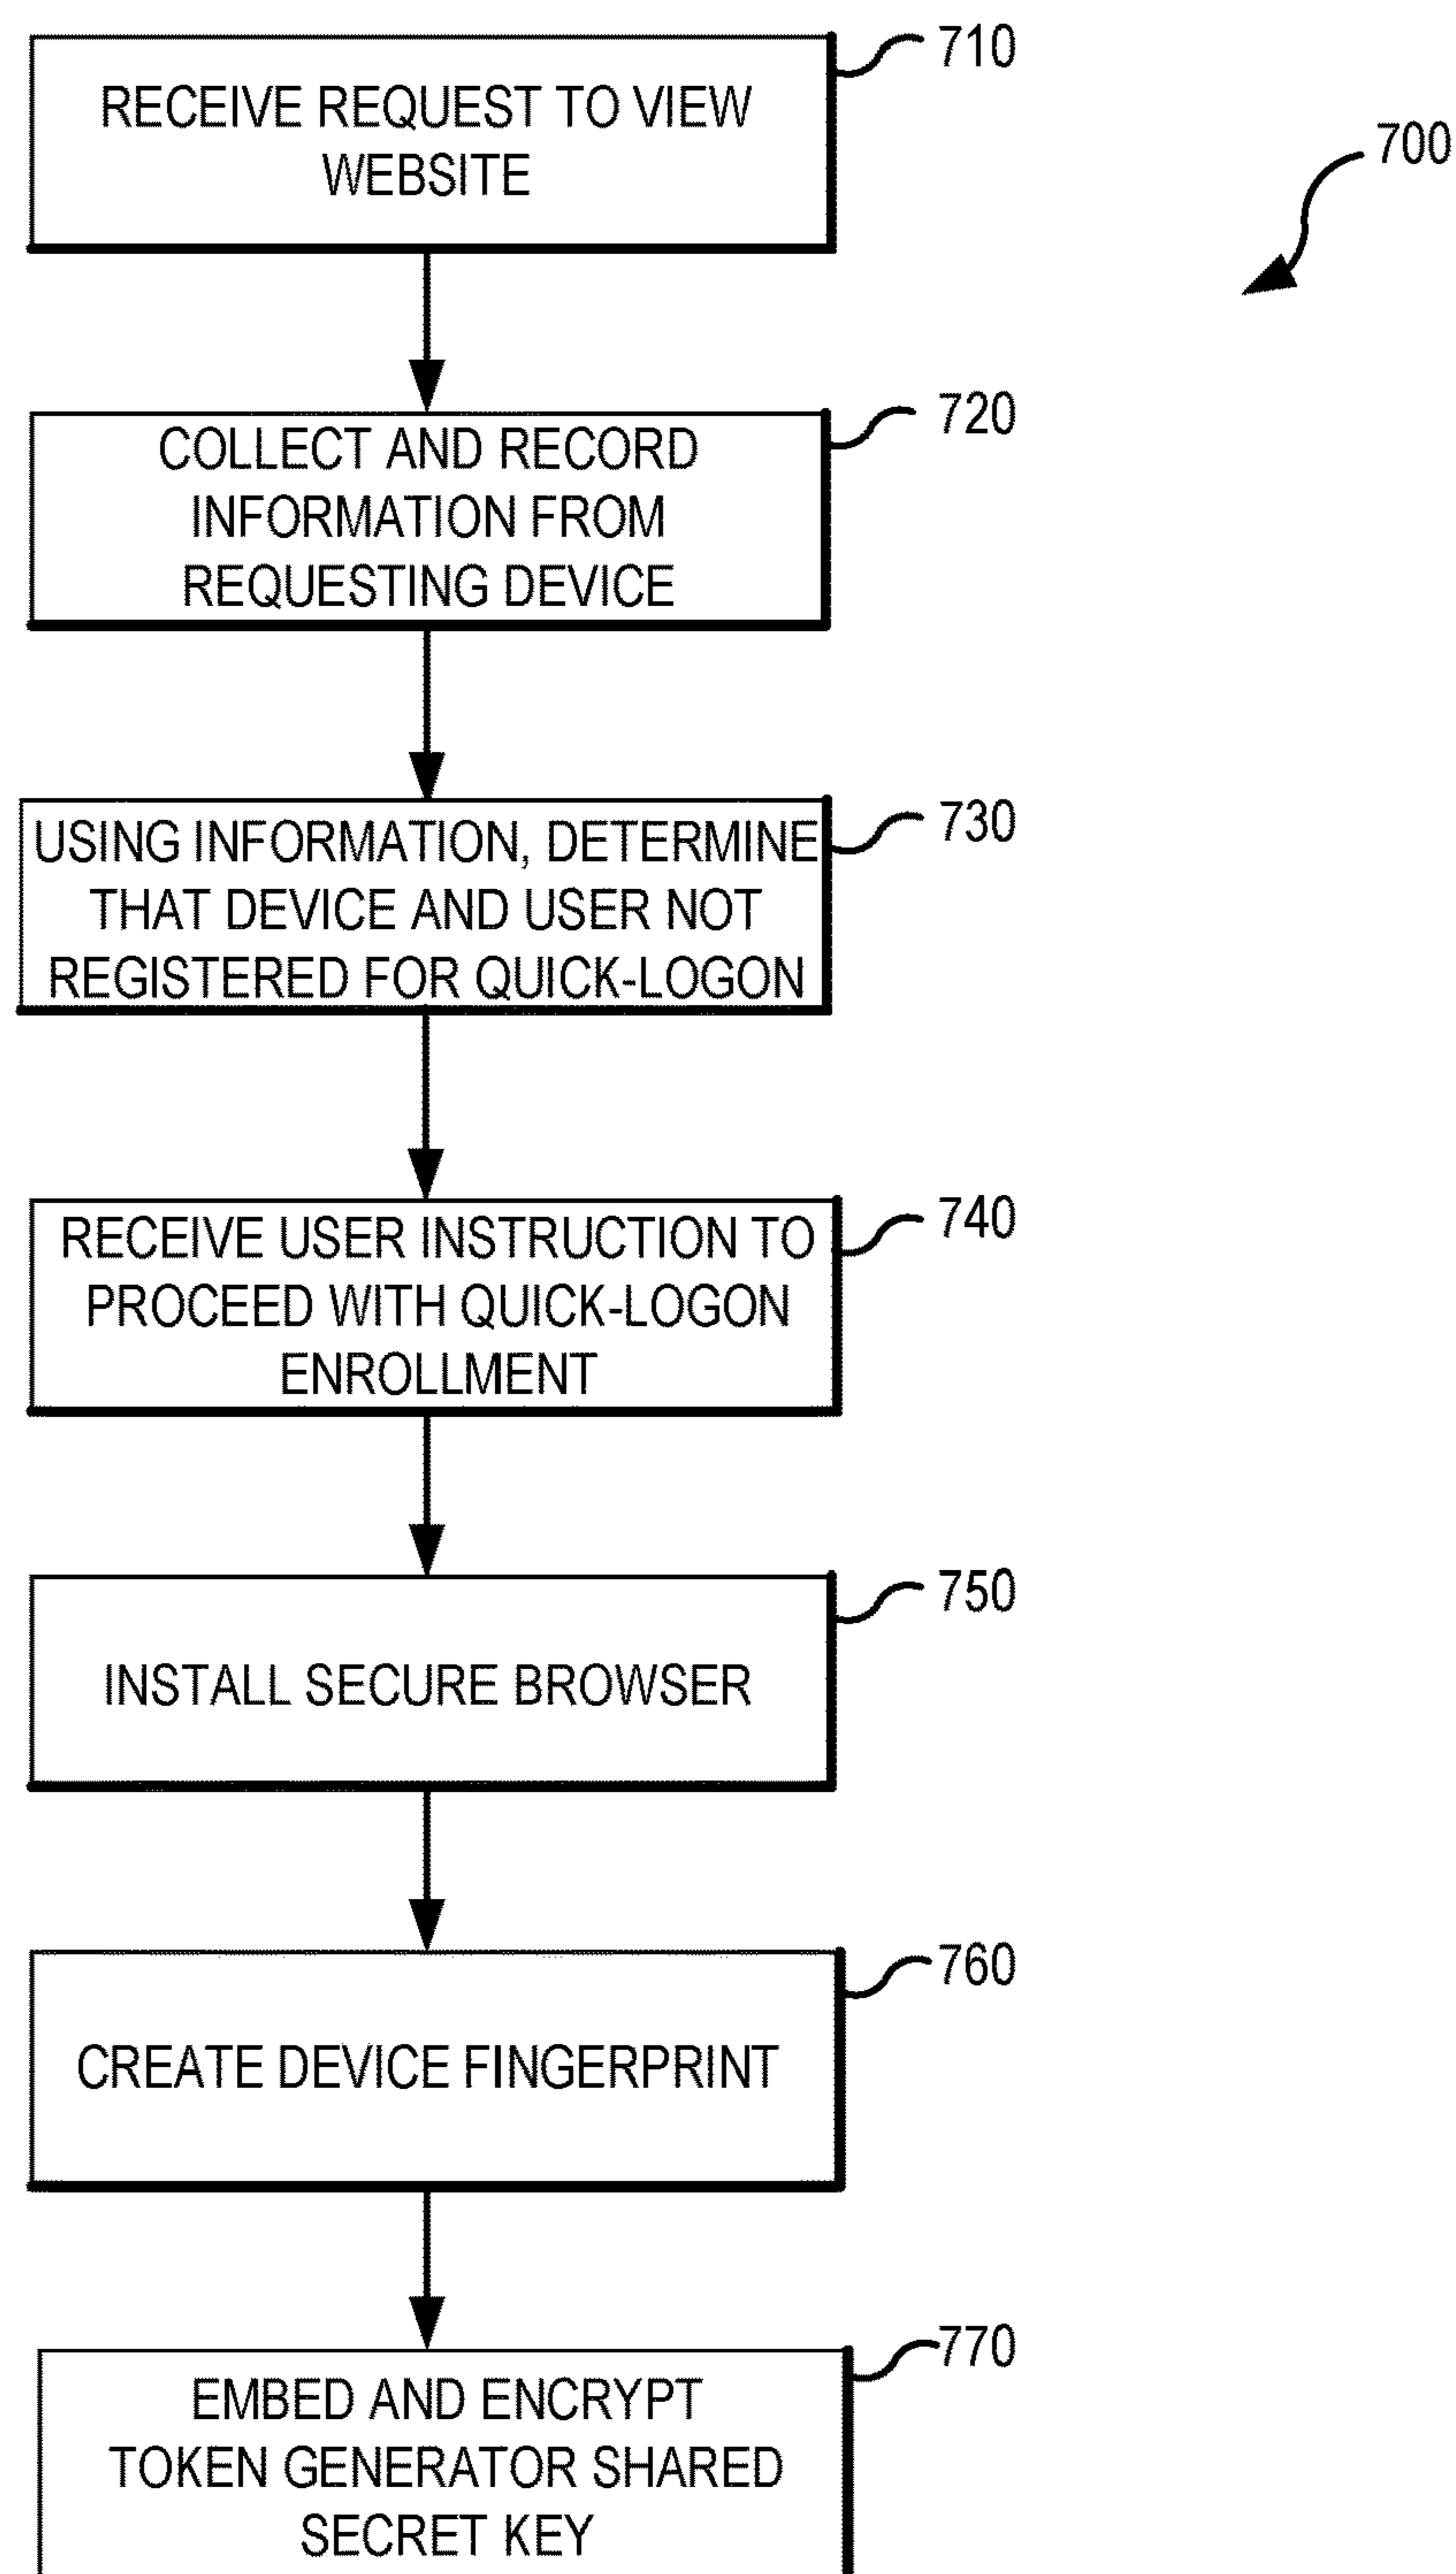 710
RECEIVE REQUEST TO VIEW
WEBSITE
700
720
COLLECT AND RECORD
INFORMATION FROM
REQUESTING DEVICE
730
USING INFORMATION, DETERMINE
THAT DEVICE AND USER NOT
REGISTERED FOR QUICK-LOGON
740
RECEIVE USER INSTRUCTION TO
PROCEED WITH QUICK-LOGON
ENROLLMENT
750
INSTALL SECURE BROWSER
760
CREATE DEVICE FINGERPRINT
770
EMBED AND ENCRYPT
TOKEN GENERATOR SHARED
SECRET KEY